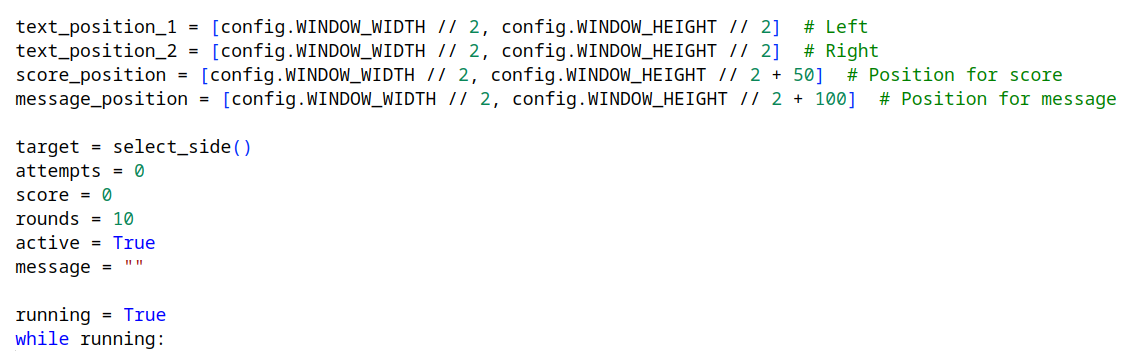 text_position_1 = [config.WINDOW_WIDTH // 2, config.WINDOW_HEIGHT // 2]  # Left
text_position_2 = [config.WINDOW_WIDTH // 2, config.WINDOW_HEIGHT // 2]  # Right
score_position = [config.WINDOW_WIDTH // 2, config.WINDOW_HEIGHT // 2 + 50]  # Position for score
message_position = [config.WINDOW_WIDTH // 2, config.WINDOW_HEIGHT // 2 + 100]  # Position for message
target = select_side()
attempts = 0
score = 0
rounds = 10
active = True
message = ""
running = True
while running: